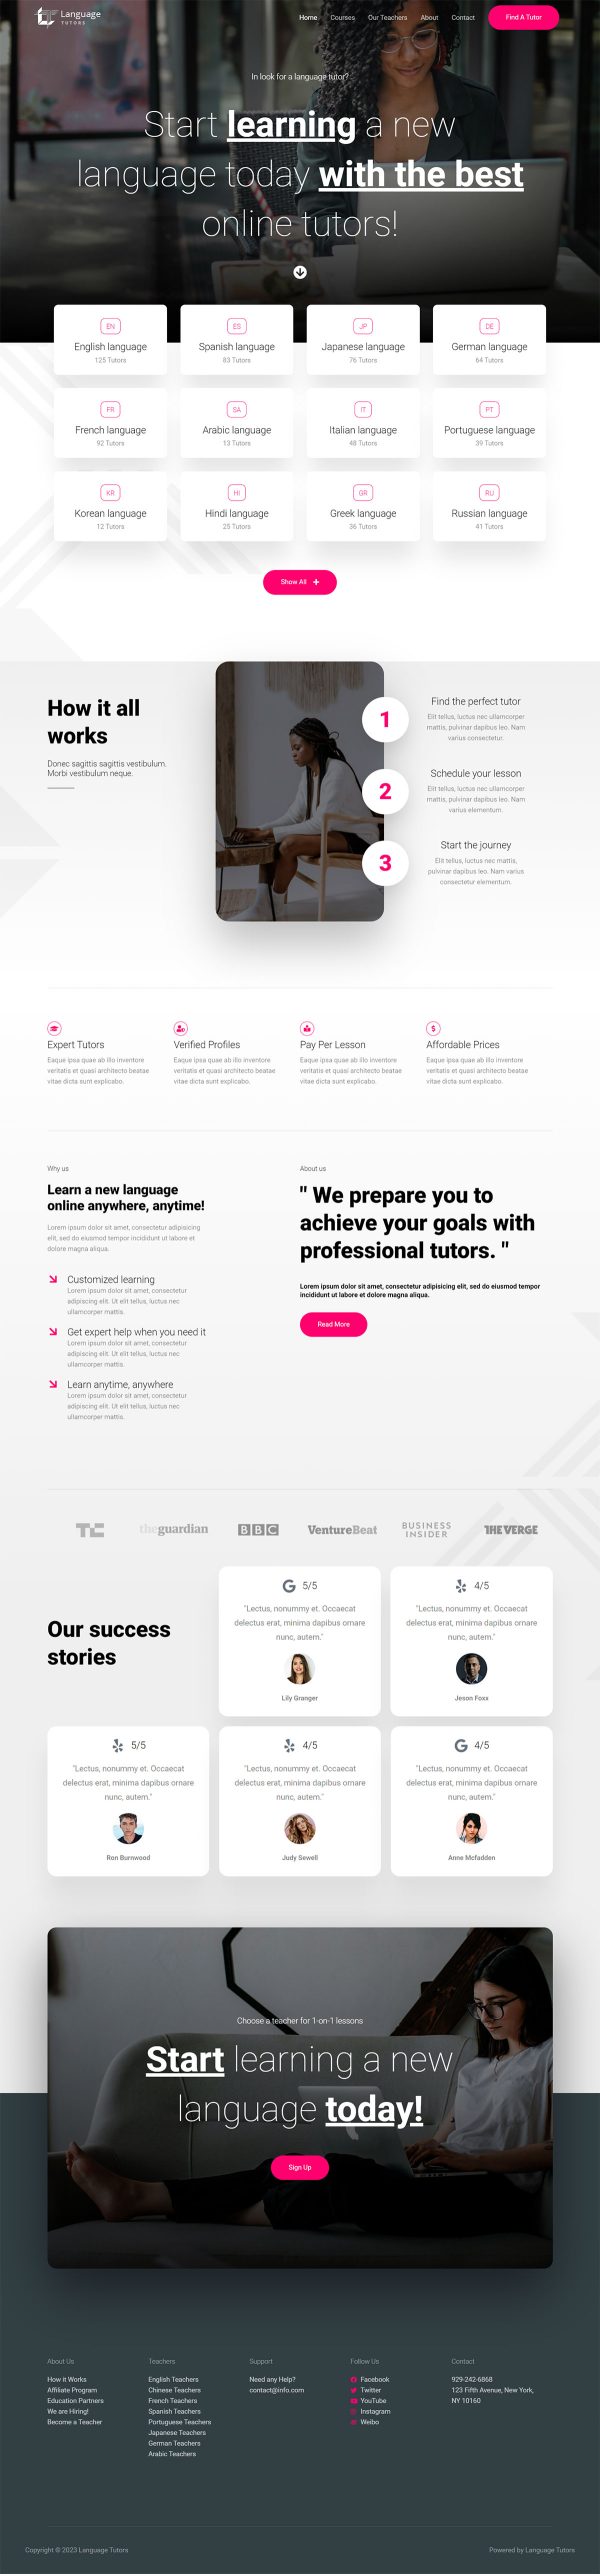 Language
TUTORS
Home
Courses
Our Teachers
About
Contact
Find A Tutor
In look for a language tutor?
Start learning a new
language today with the best
online tutors!
EN
English language
125 Tutors
ES
Spanish language
83 Tutors
JP
Japanese language
76 Tutors
DE
German language
64 Tutors
FR
French language
92 Tutors
SA
Arabic language
13 Tutors
IT
Italian language
48 Tutors
PT
Portuguese language
39 Tutors
KR
Korean language
12 Tutors
HI
Hindi language
25 Tutors
GR
Greek language
36 Tutors
RU
Russian language
41 Tutors
Show All
How it all
works
Donec sagittis sagittis vestibulum.
Morbi vestibulum neque.
1
Find the perfect tutor
Elit tellus, luctus nec ullamcorper
mattis, pulvinar dapibus leo. Nam
varius consectetur.
2
Schedule your lesson
Elit tellus, luctus nec ullamcorper
mattis, pulvinar dapibus leo. Nam
varius elementum.
3
Start the journey
Elit tellus, luctus nec mattis,
pulvinar dapibus leo. Nam varius
consectetur elementum.
Expert Tutors
Eaque ipsa quae ab illo inventore
veritatis et quasi architecto beatae
vitae dicta sunt explicabo.
Verified Profiles
Eaque ipsa quae ab illo inventore
veritatis et quasi architecto beatae
vitae dicta sunt explicabo.
Pay Per Lesson
Eaque ipsa quae ab illo inventore
veritatis et quasi architecto beatae
vitae dicta sunt explicabo.
Affordable Prices
Eaque ipsa quae ab illo inventore
veritatis et quasi architecto beatae
vitae dicta sunt explicabo.
Why us
Learn a new language
online anywhere, anytime!
Lorem ipsum dolor sit amet, consectetur adipisicing
elit, sed do eiusmod tempor incididunt ut labore et
dolore magna aliqua.
Customized learning
Lorem ipsum dolor sit amet, consectetur
adipiscing elit. Ut elit tellus, luctus nec
ullamcorper mattis.
Get expert help when you need it
Lorem ipsum dolor sit amet, consectetur
adipiscing elit. Ut elit tellus, luctus nec
ullamcorper mattis.
Learn anytime, anywhere
Lorem ipsum dolor sit amet, consectetur
adipiscing elit. Ut elit tellus, luctus nec
ullamcorper mattis.
About us
" We prepare you to
achieve your goals with
professional tutors. "
Lorem ipsum dolor sit amet, consectetur adipisicing elit, sed do eiusmod tempor
incididunt ut labore et dolore magna aliqua.
Read More
TC
theguardian
BBC
VentureBeat
BUSINESS
INSIDER
THE VERGE
Our success
stories
G 5/5
"Lectus, nonummy et. Occaecat
delectus erat, minima dapibus ornare
nunc, autem."
Lily Granger
4/5
"Lectus, nonummy et. Occaecat
delectus erat, minima dapibus ornare
nunc, autem."
Jeson Foxx
5/5
"Lectus, nonummy et. Occaecat
delectus erat, minima dapibus ornare
nunc, autem."
Ron Burnwood
4/5
"Lectus, nonummy et. Occaecat
delectus erat, minima dapibus ornare
nunc, autem."
Judy Sewell
G 4/5
"Lectus, nonummy et. Occaecat
delectus erat, minima dapibus ornare
nunc, autem."
Anne Mcfadden
Choose a teacher for 1-on-1 lessons
Start learning a new
language today!
Sign Up
About Us
How it Works
Affiliate Program
Education Partners
We are Hiring!
Become a Teacher
Teachers
English Teachers
Chinese Teachers
French Teachers
Spanish Teachers
Portuguese Teachers
Japanese Teachers
German Teachers
Arabic Teachers
Support
Need any Help?
contact@info.com
Follow Us
Facebook
Twitter
YouTube
Instagram
Weibo
Contact
929-242-6868
123 Fifth Avenue, New York,
NY 10160
Copyright © 2023 Language Tutors
Powered by Language Tutors